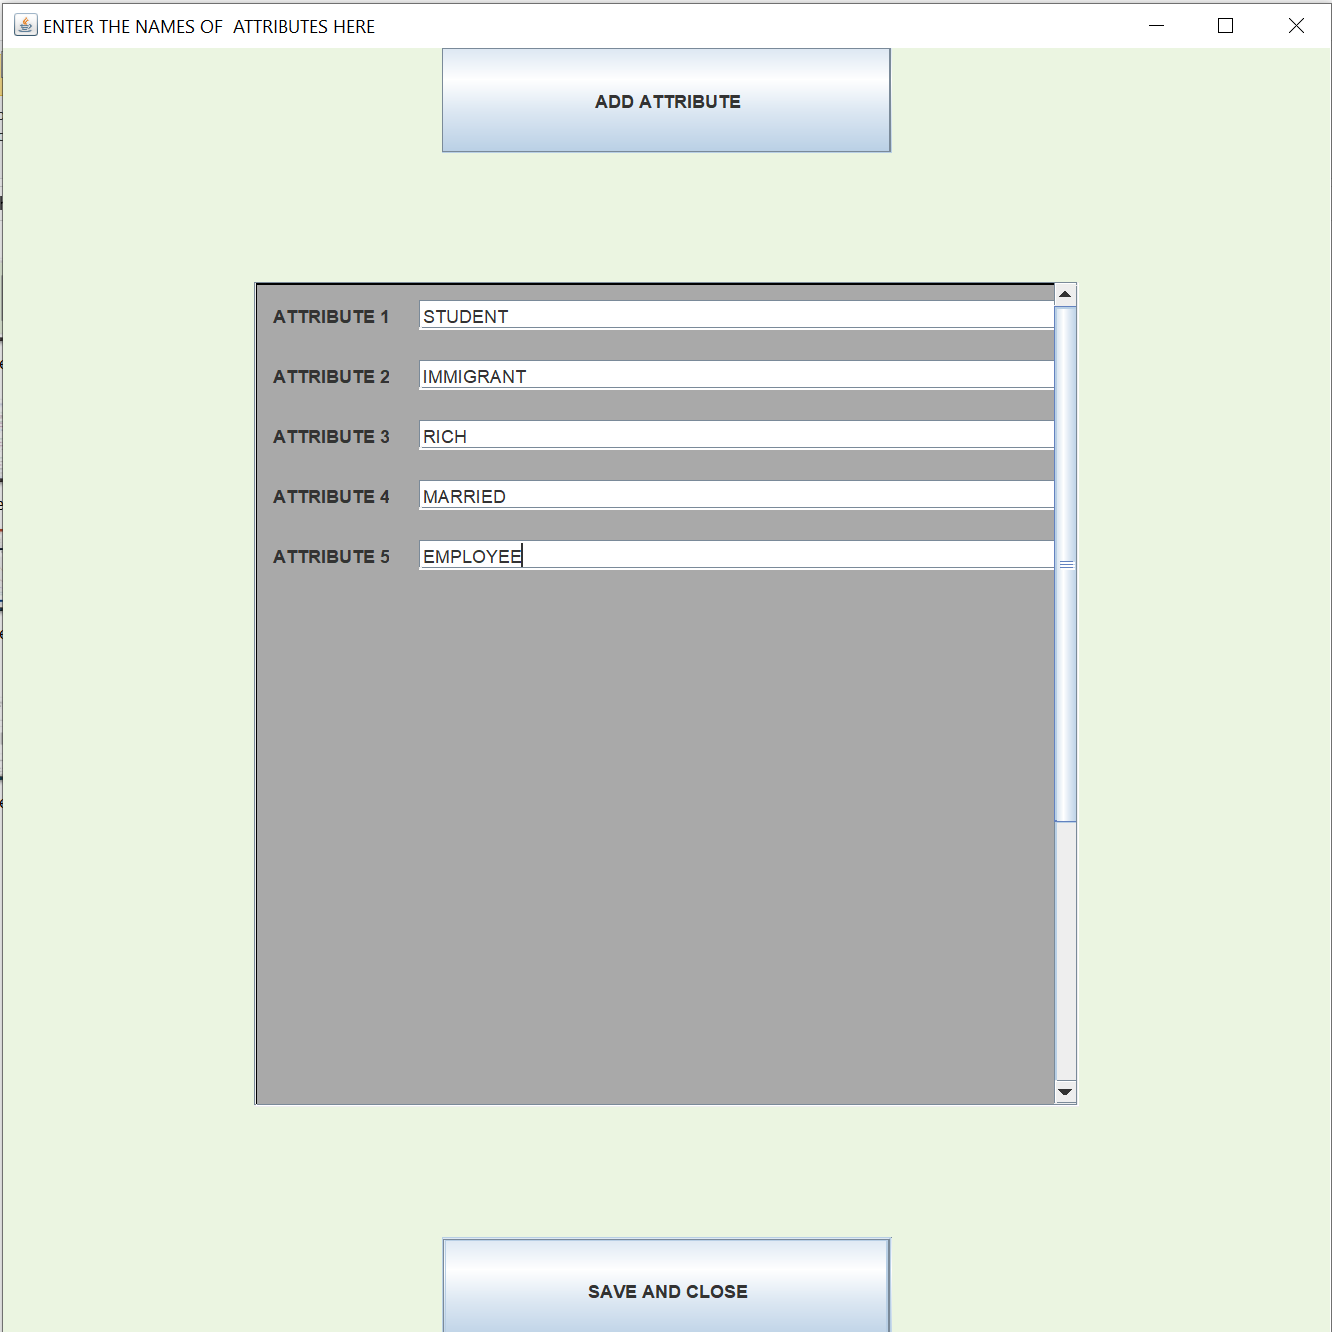 ENTER THE NAMES OF  ATTRIBUTES HERE
ADD ATTRIBUTE
ATTRIBUTE 1 STUDENT
ATTRIBUTE 2 IMMIGRANT
ATTRIBUTE 3 RICH
ATTRIBUTE 4 MARRIED
ATTRIBUTE 5 EMPLOYEE
SAVE AND CLOSE